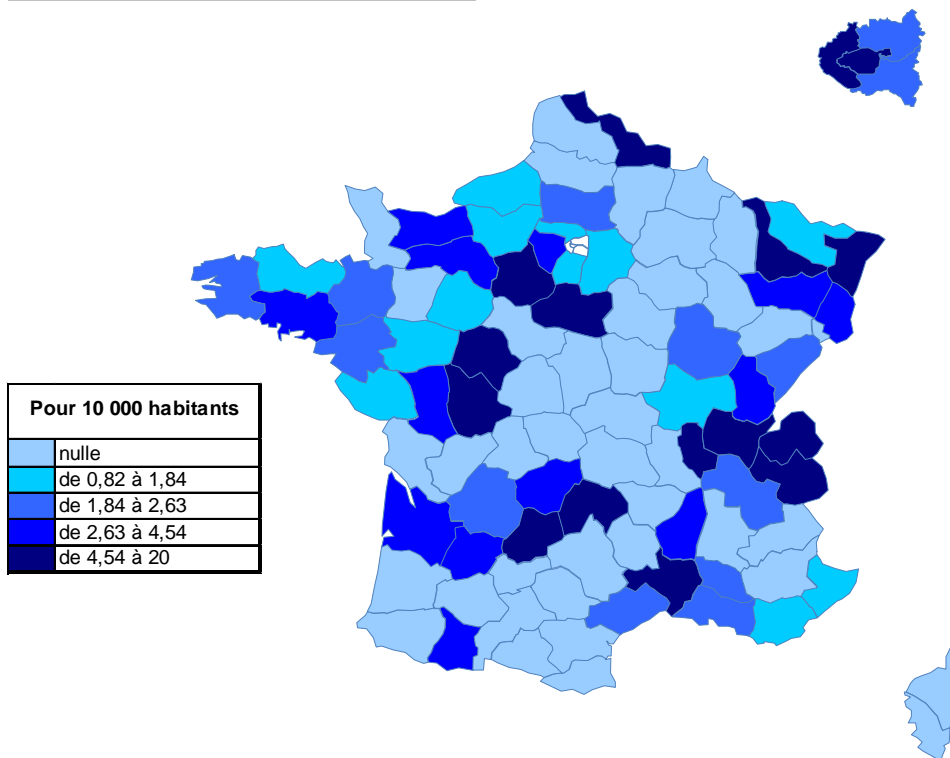 Pour 10 000 habitants
nulle
de 0,82 à 1,84
de 1,84 à 2,63
de 2,63 à 4,54
de 4,54 à 20